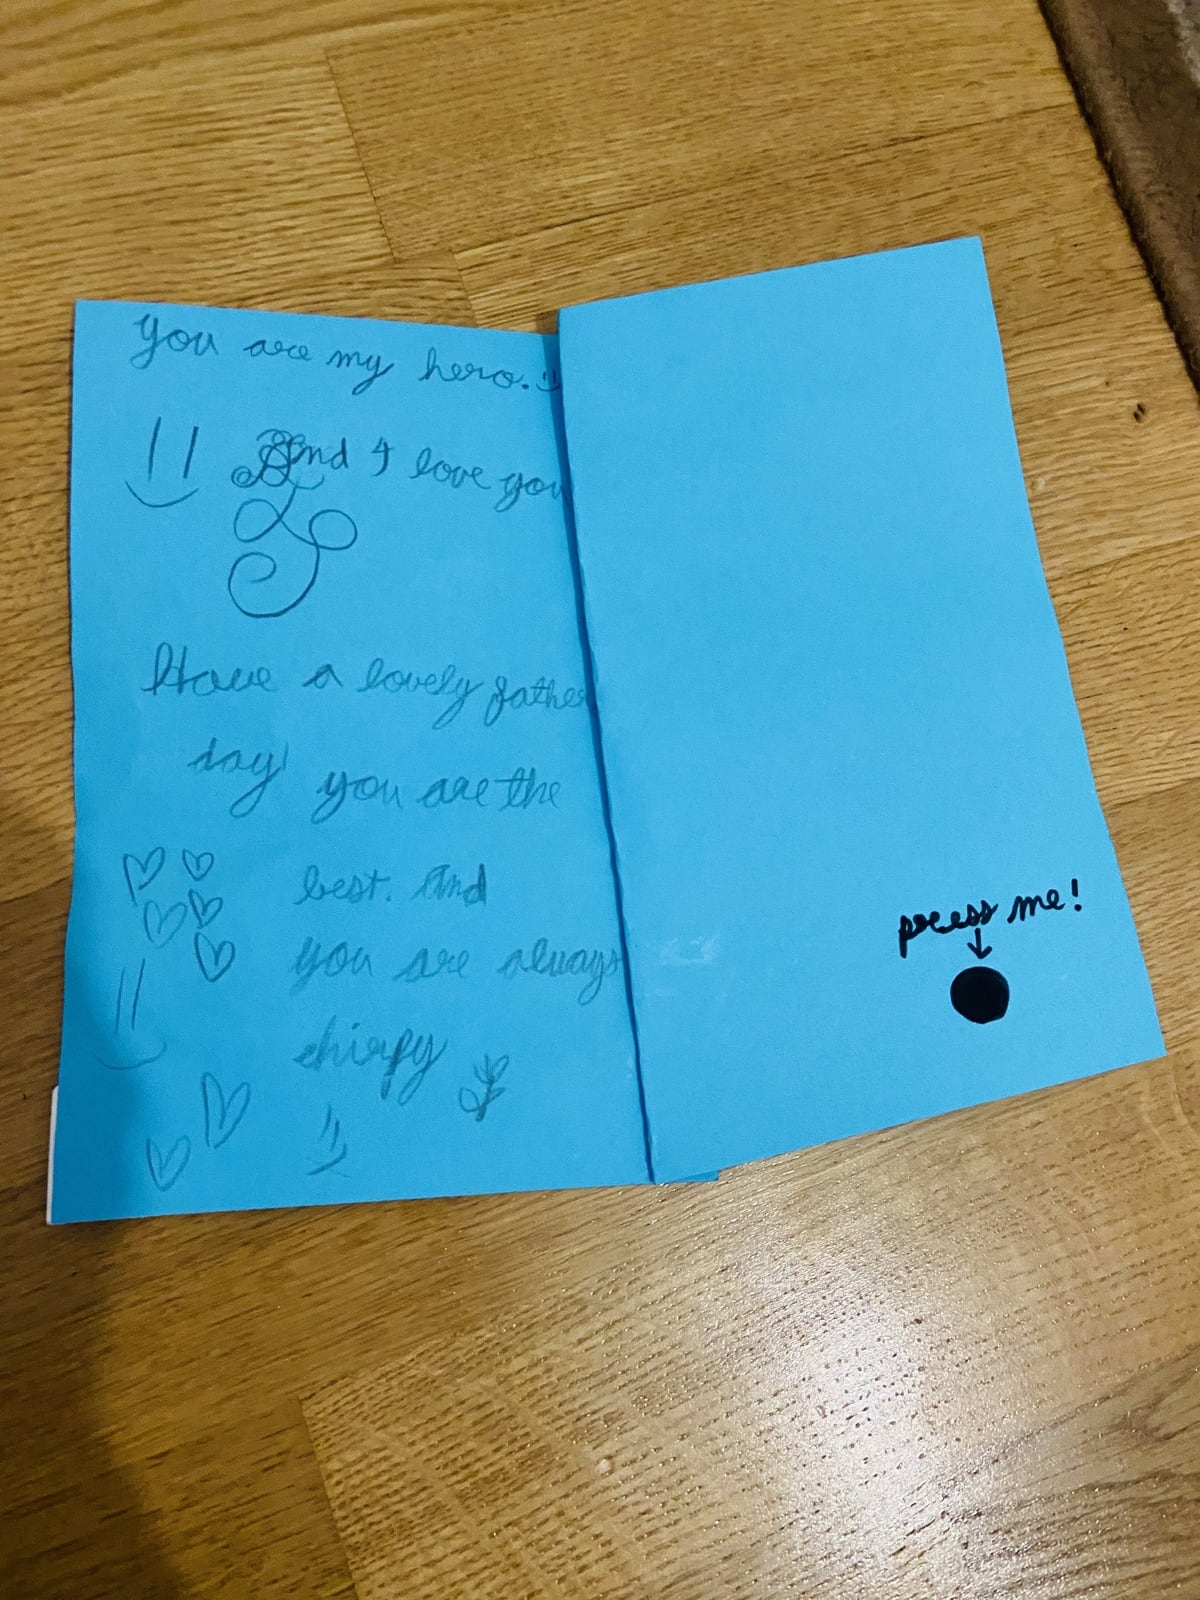 you are my hero.
And I love you
Have a lovely father
day! you are the
best. And
you are always
chirpy
press me!